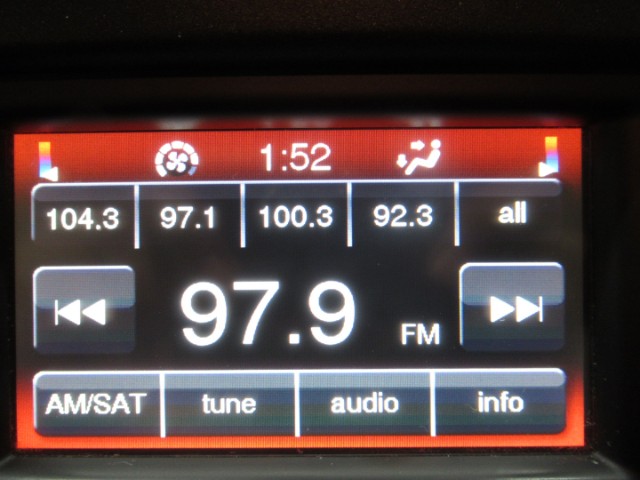 1:52
104.3 97.1 100.3 92.3 all
97.9 FM
AM/SAT tune audio info